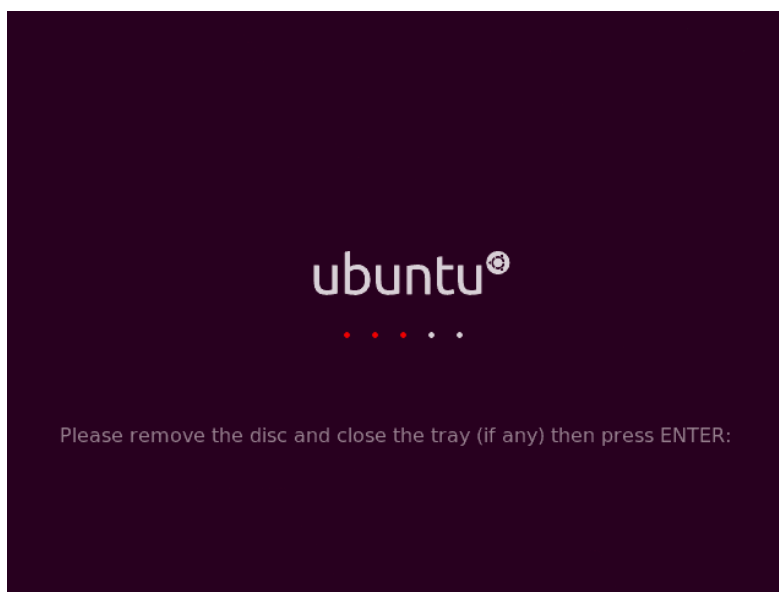 ubuntu
Please remove the disc and close the tray (if any) then press ENTER: